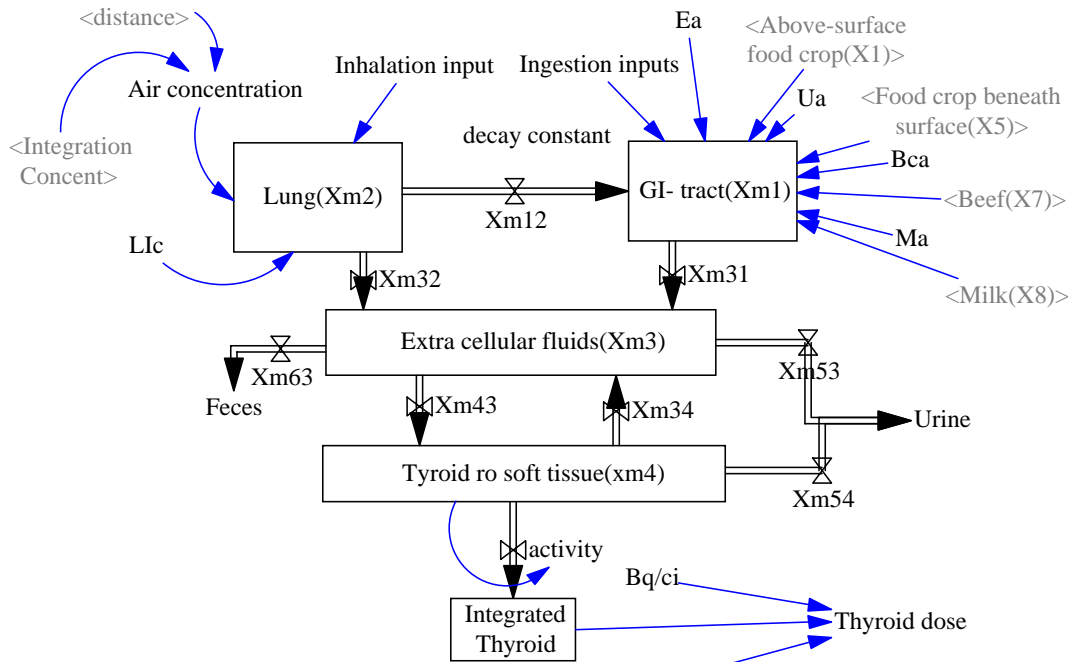 <distance>
Ea
<Above-surface
food crop(X1)>
Inhalation input
Ingestion inputs
Air concentration
Ua
<Food crop beneath
surface(X5)>
decay constant
<Integration
Concent>
Bca
Lung(Xm2)
GI- tract(Xm1)
<Beef(X7)>
Xm12
Ma
LIc
Xm32
Xm31
<Milk(X8)>
Extra cellular fluids(Xm3)
Xm63
Xm53
Feces
Xm43
Xm34
Urine
Tyroid ro soft tissue(xm4)
Xm54
activity
Bq/ci
Integrated
Thyroid
Thyroid dose